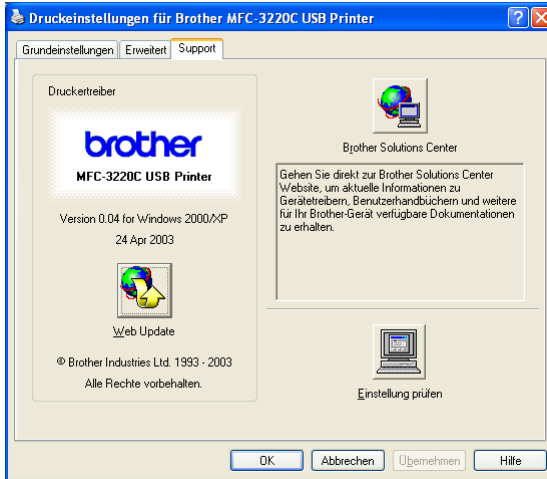 Druckeinstellungen für Brother MFC-3220C USB Printer
Grundeinstellungen Erweitert Support
Druckertreiber
brother
MFC-3220C USB Printer
Version 0.04 for Windows 2000/XP
24 Apr 2003
Web Update
© Brother Industries Ltd. 1993 - 2003
Alle Rechte vorbehalten.
Brother Solutions Center
Gehen Sie direkt zur Brother Solutions Center
Website, um aktuelle Informationen zu
Gerätetreibern, Benutzerhandbüchern und weitere
für Ihr Brother-Gerät verfügbare Dokumentationen
zu erhalten.
Einstellung prüfen
OK Abbrechen Übernehmen Hilfe